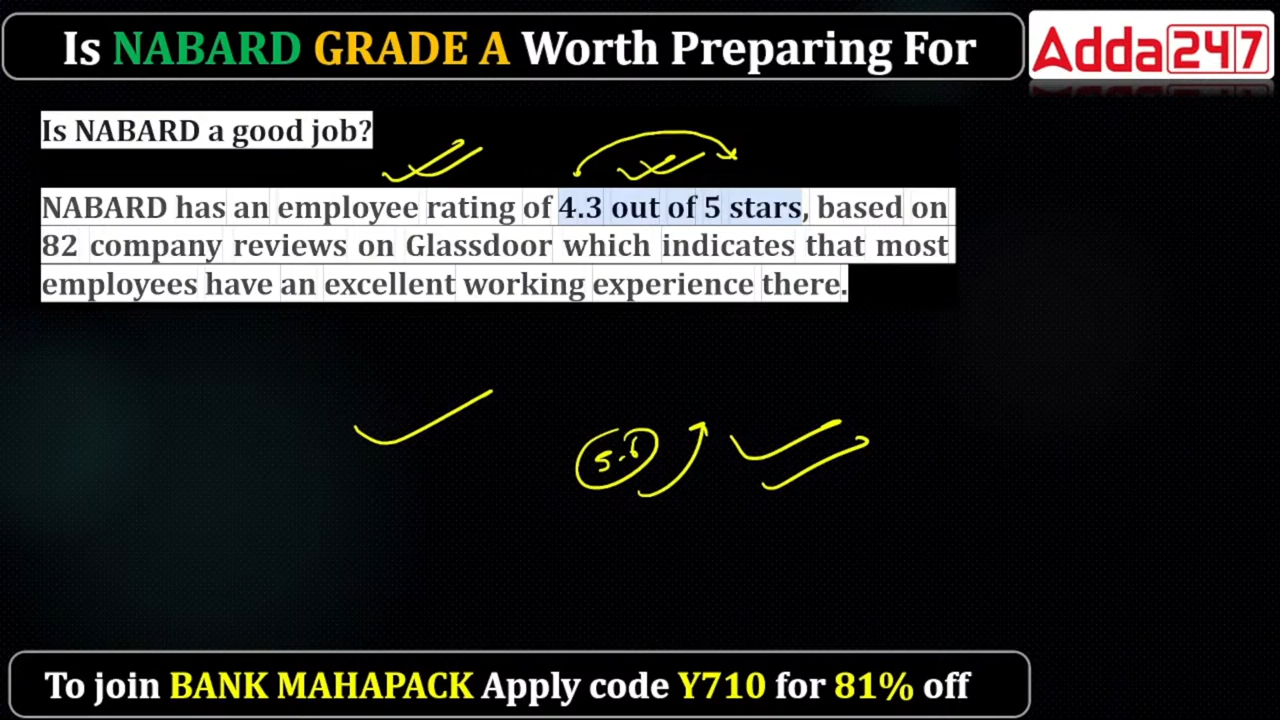 Is NABARD GRADE A Worth Preparing For
Adda247
Is NABARD a good job?
NABARD has an employee rating of 4.3 out of 5 stars, based on
82 company reviews on Glassdoor which indicates that most
employees have an excellent working experience there.
To join BANK MAHAPACK Apply code Y710 for 81% off